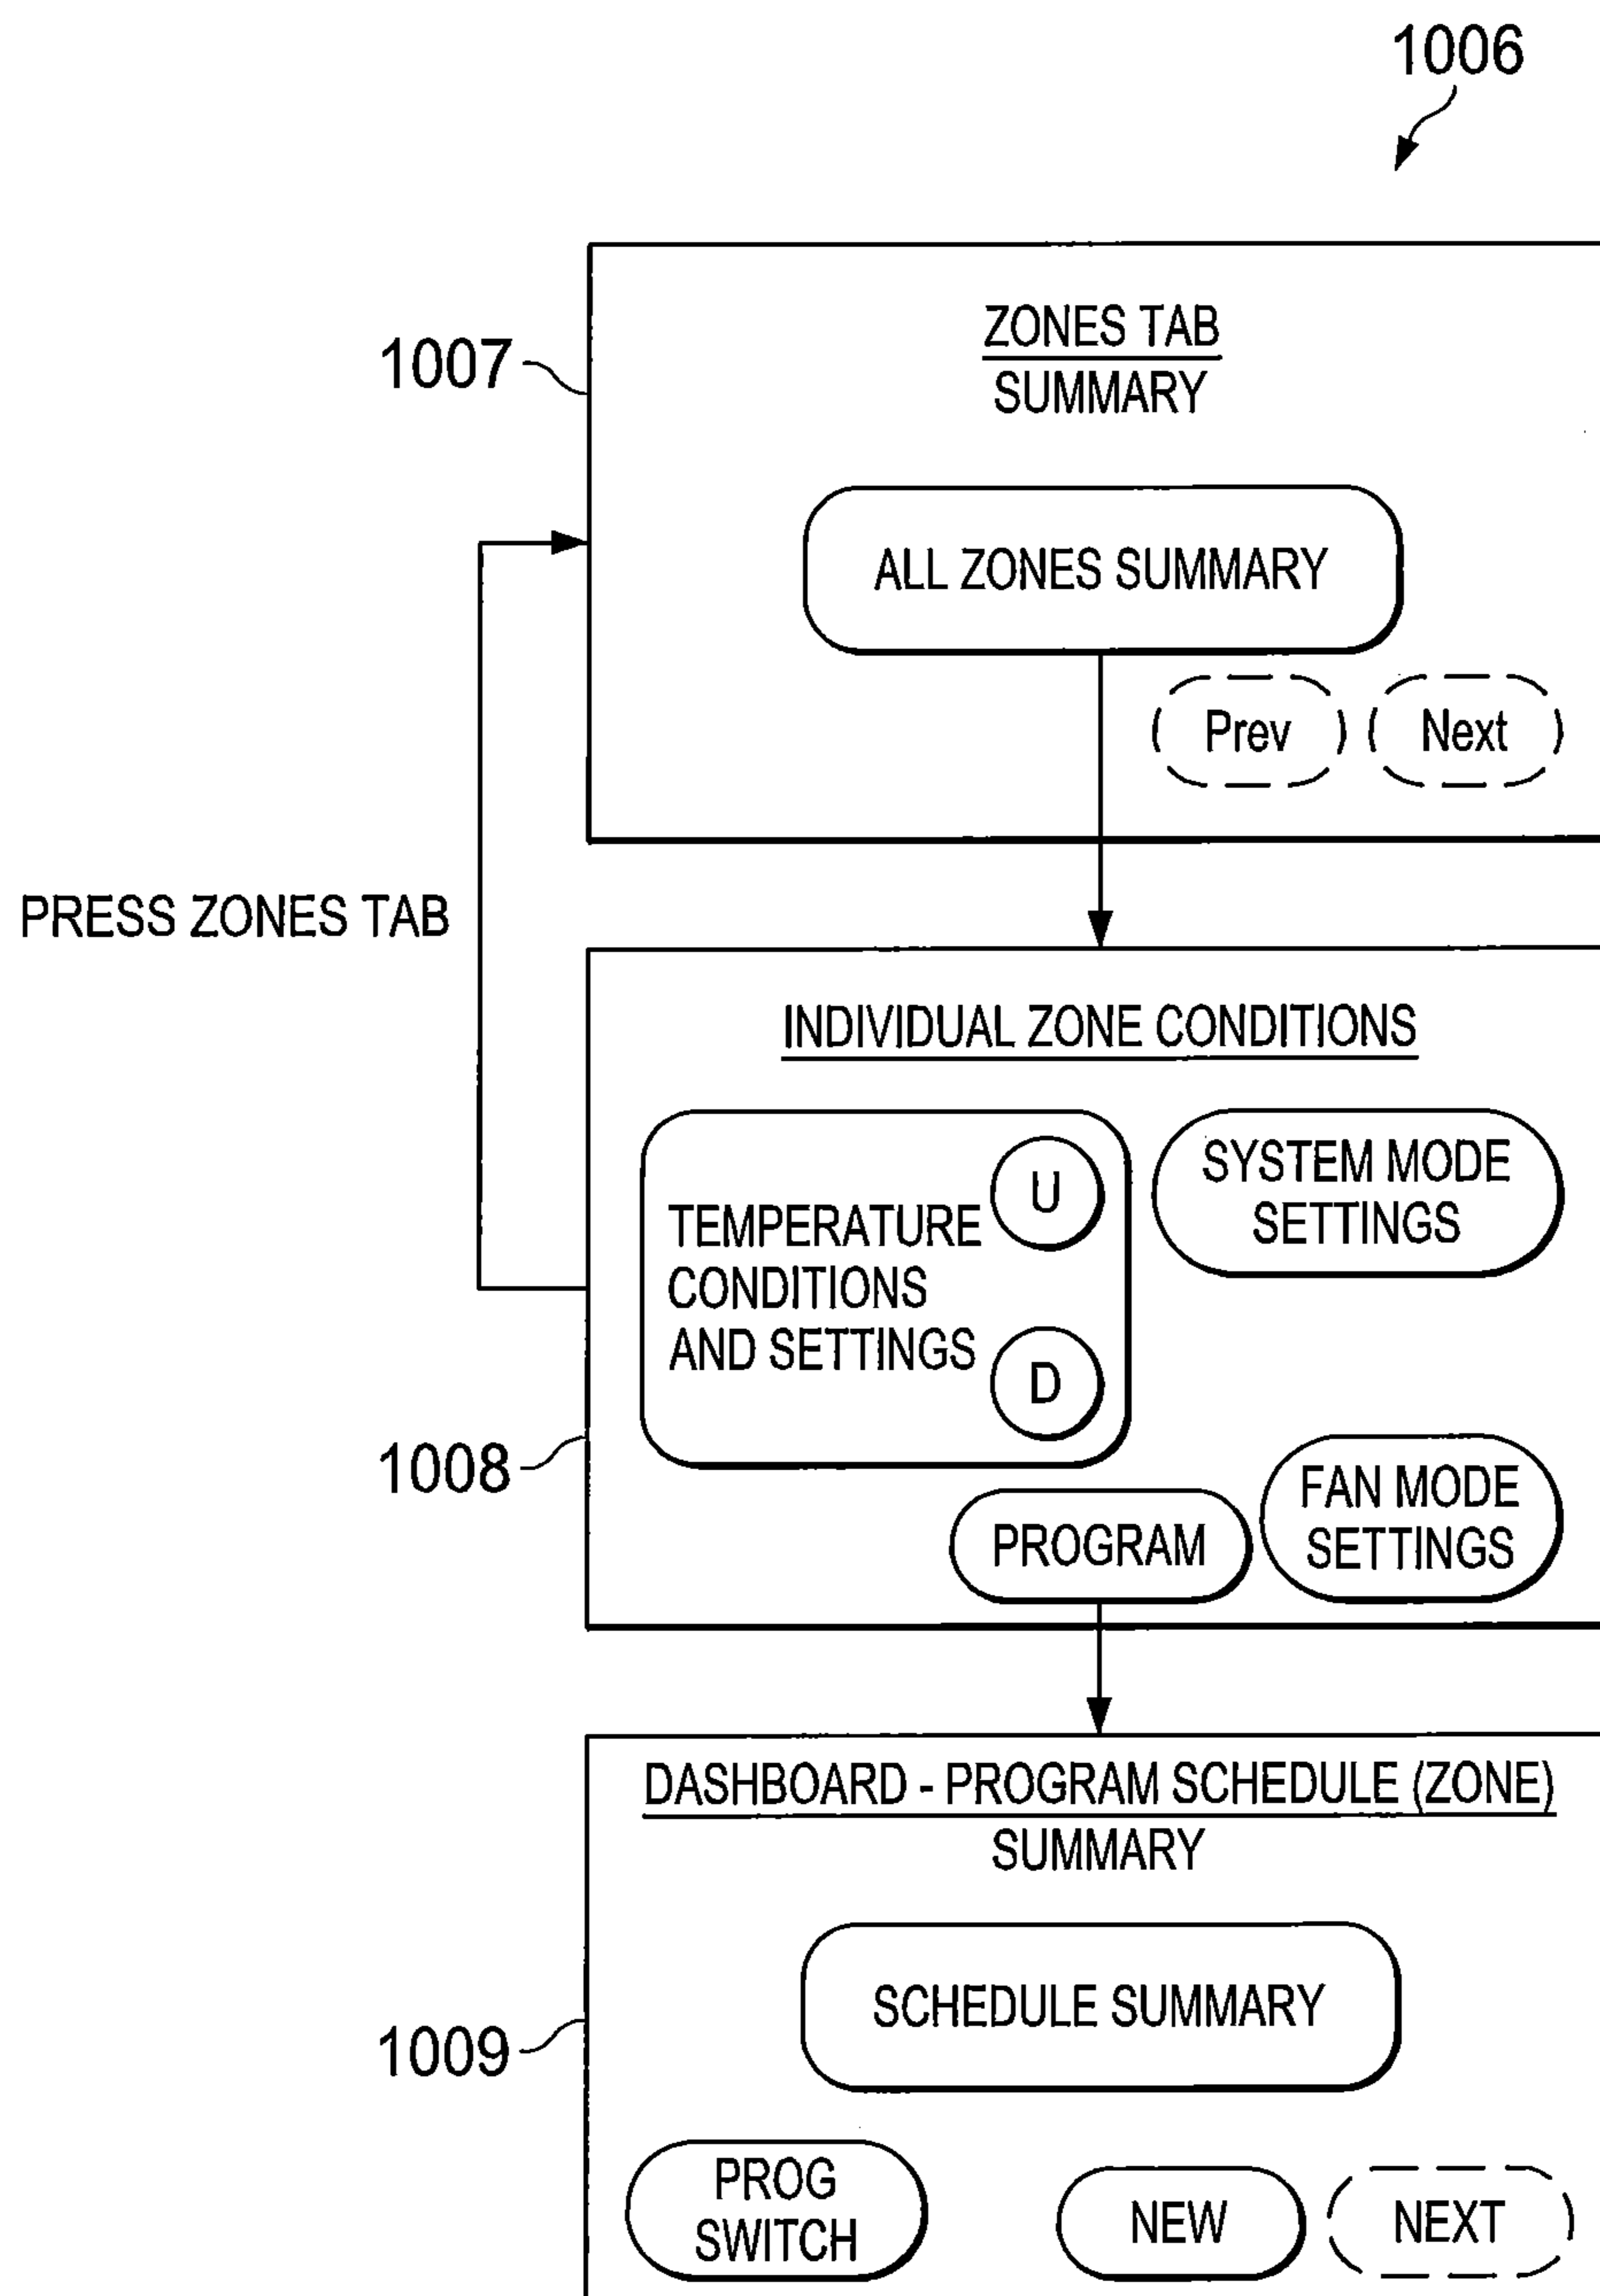 1006
1007
ZONES TAB
SUMMARY
ALL ZONES SUMMARY
Prev
Next
PRESS ZONES TAB
INDIVIDUAL ZONE CONDITIONS
TEMPERATURE
CONDITIONS
AND SETTINGS
U
D
SYSTEM MODE
SETTINGS
1008
PROGRAM
FAN MODE
SETTINGS
DASHBOARD - PROGRAM SCHEDULE (ZONE)
SUMMARY
1009
SCHEDULE SUMMARY
PROG
SWITCH
NEW
NEXT